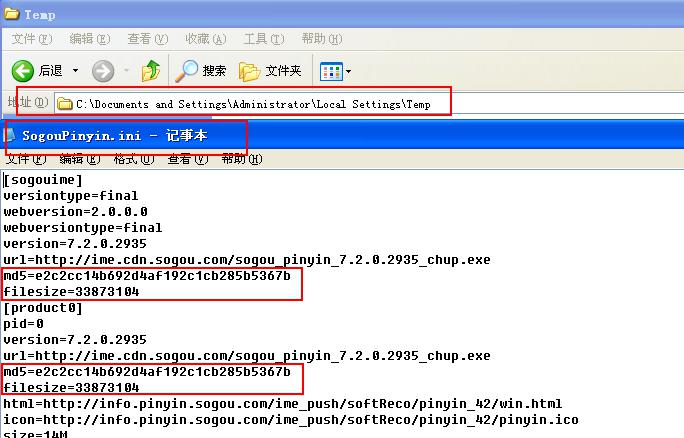 Temp
文件(F) 编辑(E) 查看(V) 收藏(A) 工具(T) 帮助(H)
后退 搜索 文件夹
地址(D) C:\Documents and Settings\Administrator\Local Settings\Temp
SogouPinyin.ini - 记事本
文件(F) 编辑(E) 格式(O) 查看(V) 帮助(H)
[sogouime]
versiontype=final
webversion=2.0.0.0
webversiontype=final
version=7.2.0.2935
url=http://ime.cdn.sogou.com/sogou_pinyin_7.2.0.2935_chup.exe
md5=e2c2cc14b692d4af192c1cb285b5367b
filesize=33873104
[product0]
pid=0
version=7.2.0.2935
url=http://ime.cdn.sogou.com/sogou_pinyin_7.2.0.2935_chup.exe
md5=e2c2cc14b692d4af192c1cb285b5367b
filesize=33873104
html=http://info.pinyin.sogou.com/ime_push/softReco/pinyin_42/win.html
icon=http://info.pinyin.sogou.com/ime_push/softReco/pinyin_42/pinyin.ico
size=14M